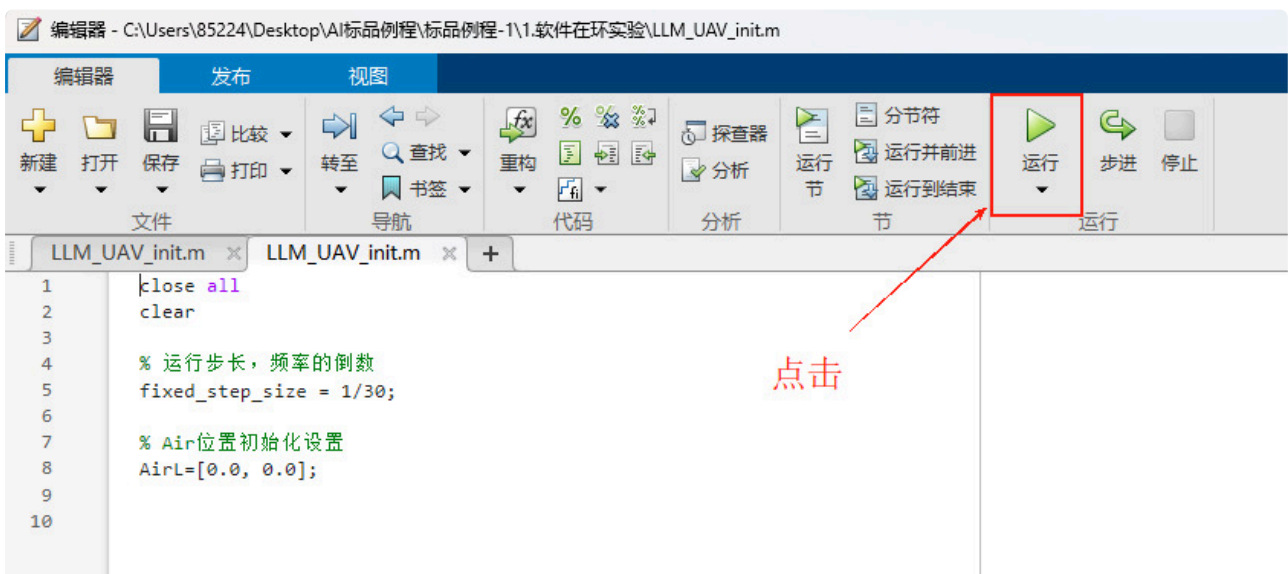 编辑器 - C:\Users\85224\Desktop\AI标品例程\标品例程-1\1.软件在环实验\LLM_UAV_init.m
编辑器 发布 视图
新建 打开 保存 比较 打印 转至 查找 书签 重构 探查器 分析 运行节 分节符 运行并前进 运行到结束 运行 步进 停止
文件 导航 代码 分析 节 运行
LLM_UAV_init.m LLM_UAV_init.m
1 close all
2 clear
3
4 % 运行步长，频率的倒数
5 fixed_step_size = 1/30;
6
7 % Air位置初始化设置
8 AirL=[0.0, 0.0];
9
10
点击